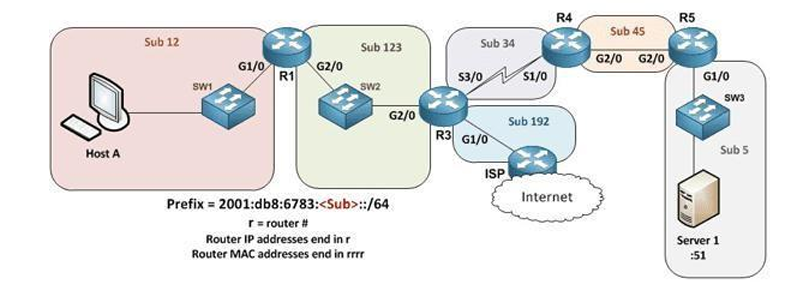 Sub 12
G1/0
R1
SW1
Host A
Sub 123
G2/0
SW2
G2/0
R3
Sub 34
S3/0
S1/0
R4
Sub 45
G2/0
G2/0
R5
G1/0
SW3
Sub 5
Server 1
:51
Sub 192
G1/0
ISP
Internet
Prefix = 2001:db8:6783:<Sub>::/64
r = router #
Router IP addresses end in r
Router MAC addresses end in rrrr